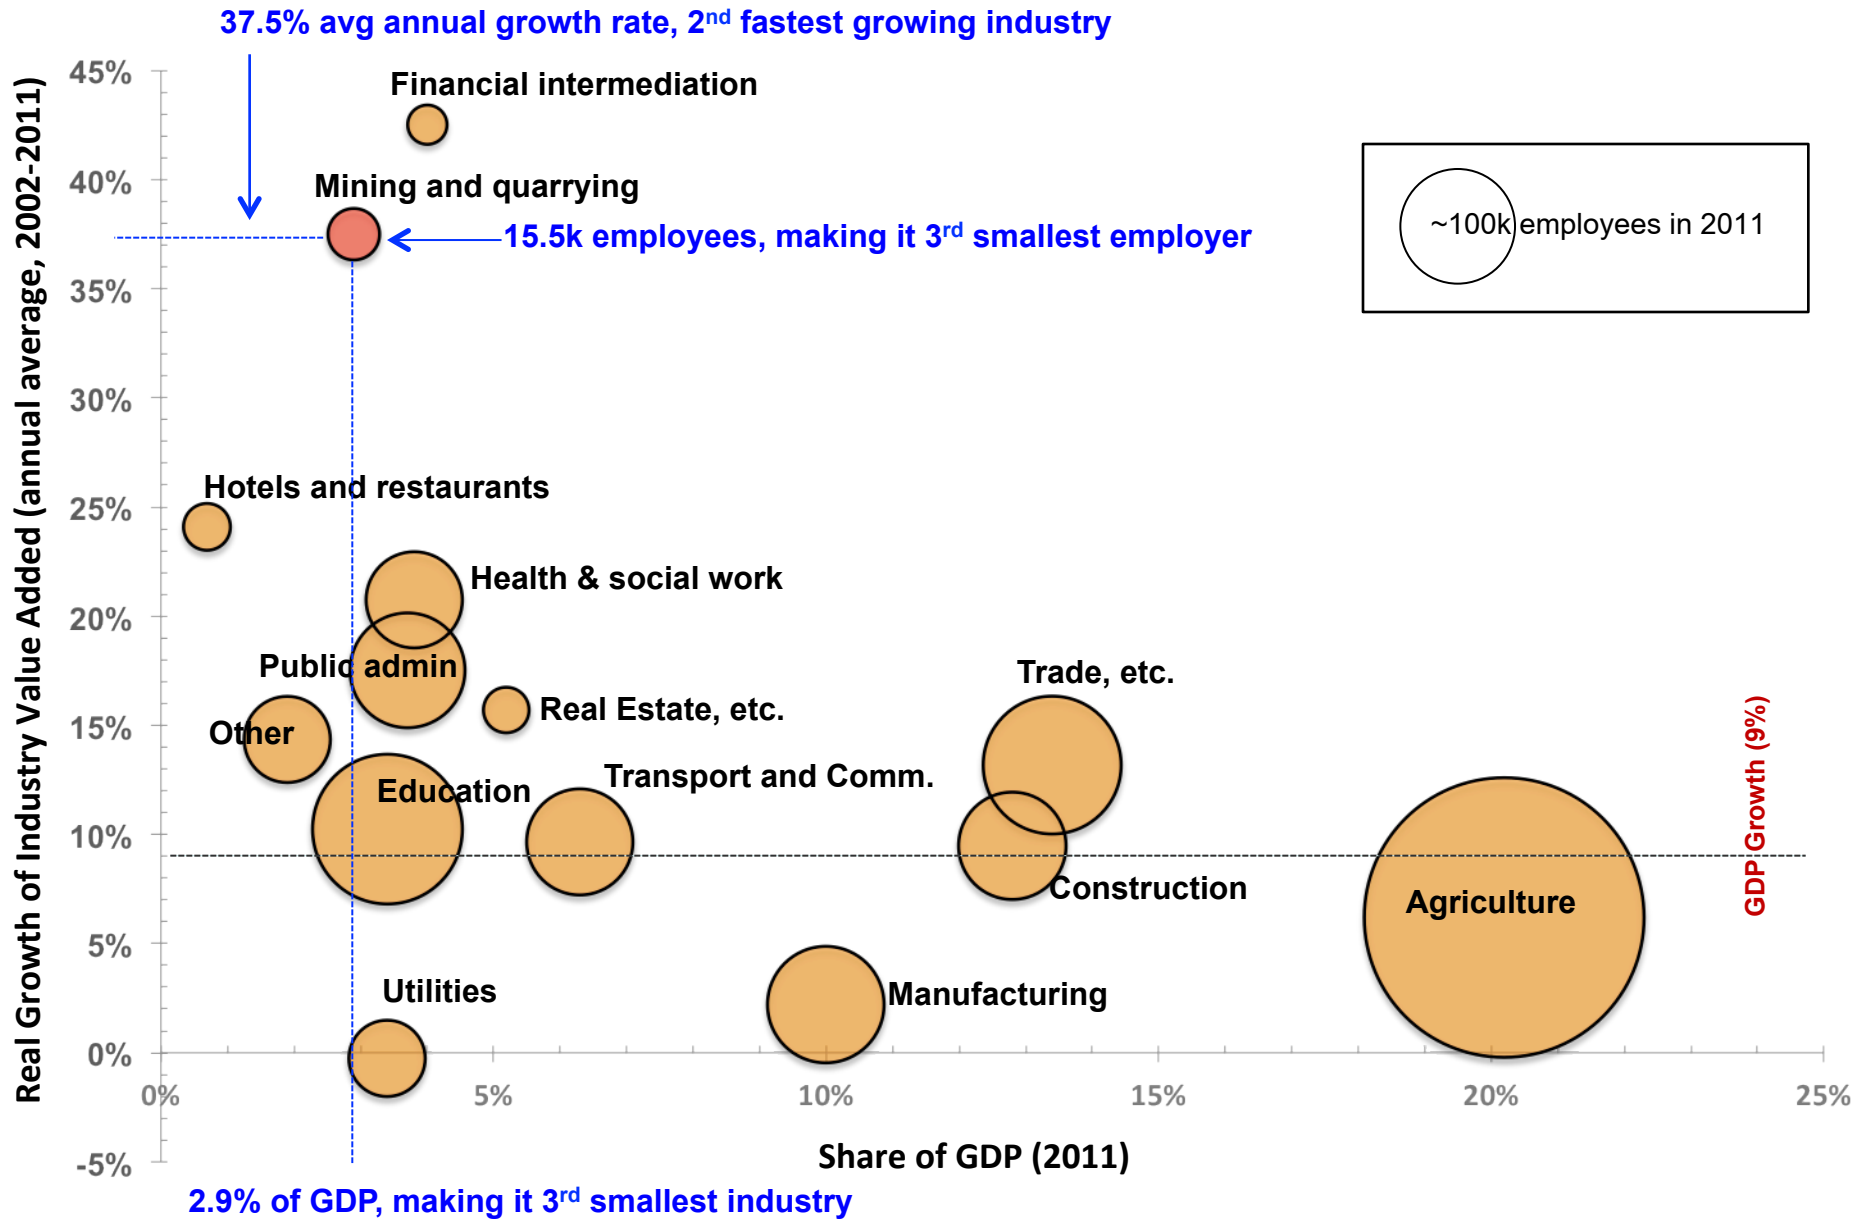 37.5% avg annual growth rate, 2nd fastest growing industry
Real Growth of Industry Value Added (annual average, 2002-2011)
45%
40%
35%
30%
25%
20%
15%
10%
5%
0%
-5%
Financial intermediation
Mining and quarrying
15.5k employees, making it 3rd smallest employer
~100k employees in 2011
Hotels and restaurants
Health & social work
Public admin
Trade, etc.
Real Estate, etc.
Other
Transport and Comm.
Education
GDP Growth (9%)
Construction
Agriculture
Utilities
Manufacturing
0%
5%
10%
15%
20%
25%
Share of GDP (2011)
2.9% of GDP, making it 3rd smallest industry